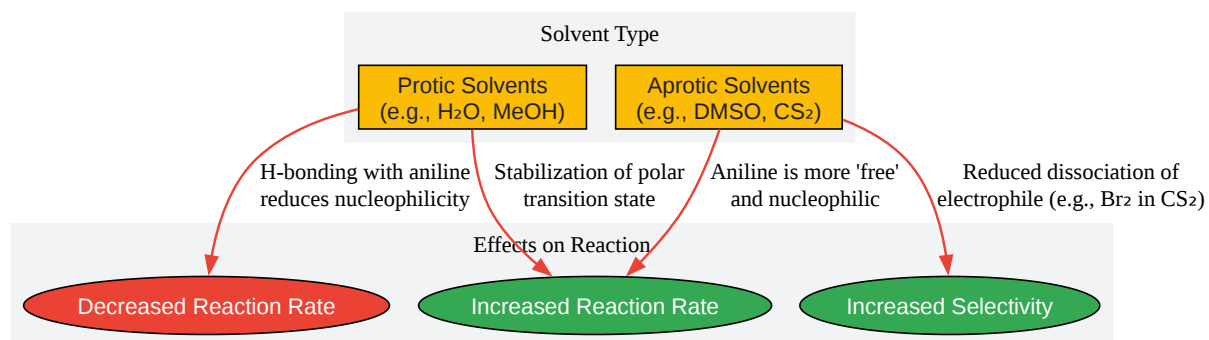 Solvent Type
Protic Solvents
(e.g., H₂O, MeOH)
Aprotic Solvents
(e.g., DMSO, CS₂)
H-bonding with aniline
reduces nucleophilicity
Stabilization of polar
transition state
Aniline is more 'free'
and nucleophilic
Reduced dissociation of
electrophile (e.g., Br₂ in CS₂)
Effects on Reaction
Decreased Reaction Rate
Increased Reaction Rate
Increased Selectivity